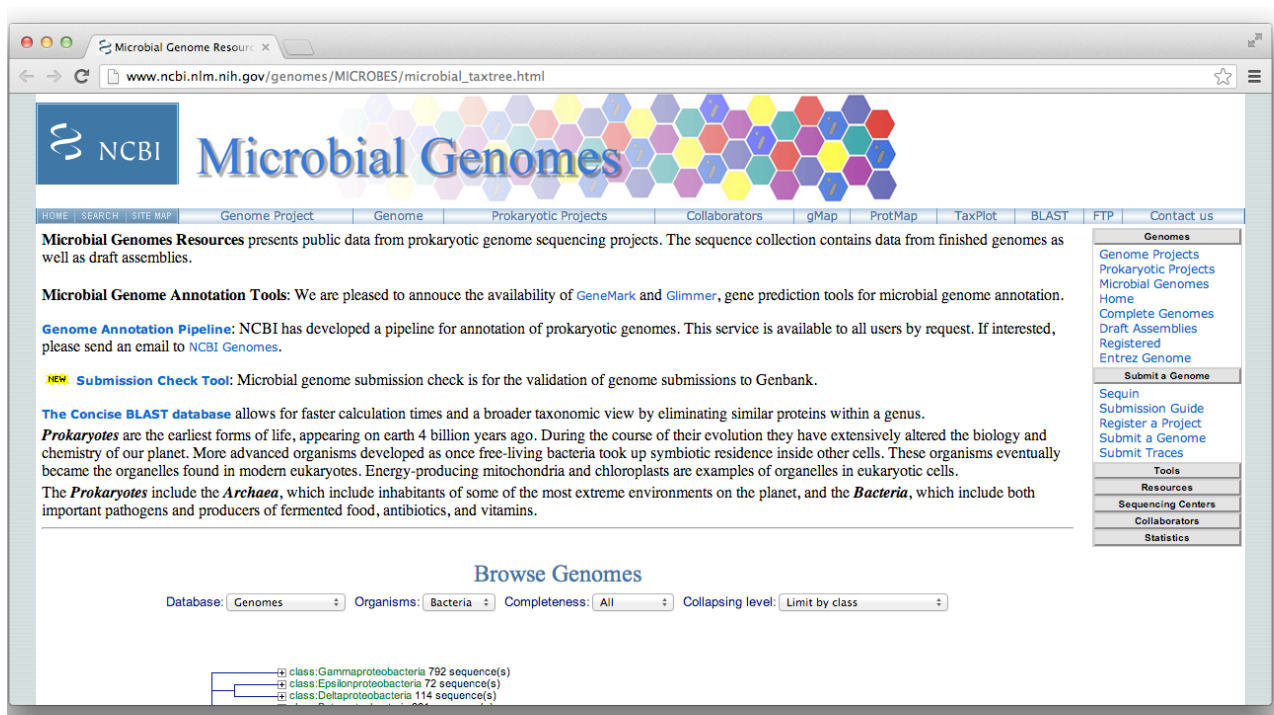 Microbial Genome Resourc
www.ncbi.nlm.nih.gov/genomes/MICROBES/microbial_taxtree.html
NCBI
Microbial Genomes
HOME SEARCH SITE MAP Genome Project Genome Prokaryotic Projects Collaborators gMap ProtMap TaxPlot BLAST FTP Contact us
Microbial Genomes Resources presents public data from prokaryotic genome sequencing projects. The sequence collection contains data from finished genomes as
well as draft assemblies.
Microbial Genome Annotation Tools: We are pleased to annouce the availability of GeneMark and Glimmer, gene prediction tools for microbial genome annotation.
Genome Annotation Pipeline: NCBI has developed a pipeline for annotation of prokaryotic genomes. This service is available to all users by request. If interested,
please send an email to NCBI Genomes.
NEW Submission Check Tool: Microbial genome submission check is for the validation of genome submissions to Genbank.
The Concise BLAST database allows for faster calculation times and a broader taxonomic view by eliminating similar proteins within a genus.
Prokaryotes are the earliest forms of life, appearing on earth 4 billion years ago. During the course of their evolution they have extensively altered the biology and
chemistry of our planet. More advanced organisms developed as once free-living bacteria took up symbiotic residence inside other cells. These organisms eventually
became the organelles found in modern eukaryotes. Energy-producing mitochondria and chloroplasts are examples of organelles in eukaryotic cells.
The Prokaryotes include the Archaea, which include inhabitants of some of the most extreme environments on the planet, and the Bacteria, which include both
important pathogens and producers of fermented food, antibiotics, and vitamins.
Genomes
Genome Projects
Prokaryotic Projects
Microbial Genomes
Home
Complete Genomes
Draft Assemblies
Registered
Entrez Genome
Submit a Genome
Sequin
Submission Guide
Register a Project
Submit a Genome
Submit Traces
Tools
Resources
Sequencing Centers
Collaborators
Statistics
Browse Genomes
Database: Genomes Organisms: Bacteria Completeness: All Collapsing level: Limit by class
class:Gammaproteobacteria 792 sequence(s)
class:Epsilonproteobacteria 72 sequence(s)
class:Deltaproteobacteria 114 sequence(s)